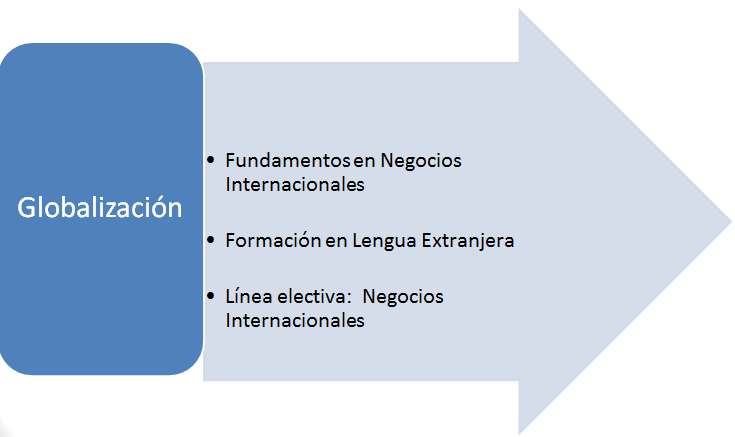 Globalización
• Fundamentos en Negocios
Internacionales
• Formación en Lengua Extranjera
• Línea electiva:  Negocios
Internacionales